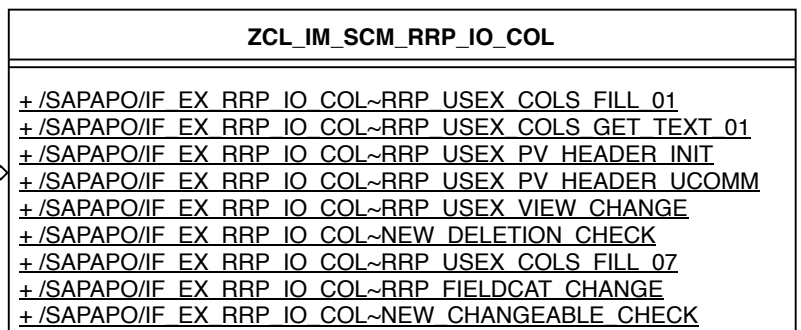 ZCL_IM_SCM_RRP_IO_COL
+ /SAPAPO/IF_EX_RRP_IO_COL~RRP_USEX_COLS_FILL_01
+ /SAPAPO/IF_EX_RRP_IO_COL~RRP_USEX_COLS_GET_TEXT_01
+ /SAPAPO/IF_EX_RRP_IO_COL~RRP_USEX_PV_HEADER_INIT
+ /SAPAPO/IF_EX_RRP_IO_COL~RRP_USEX_PV_HEADER_UCOMM
+ /SAPAPO/IF_EX_RRP_IO_COL~RRP_USEX_VIEW_CHANGE
+ /SAPAPO/IF_EX_RRP_IO_COL~NEW_DELETION_CHECK
+ /SAPAPO/IF_EX_RRP_IO_COL~RRP_USEX_COLS_FILL_07
+ /SAPAPO/IF_EX_RRP_IO_COL~RRP_FIELDCAT_CHANGE
+ /SAPAPO/IF_EX_RRP_IO_COL~NEW_CHANGEABLE_CHECK